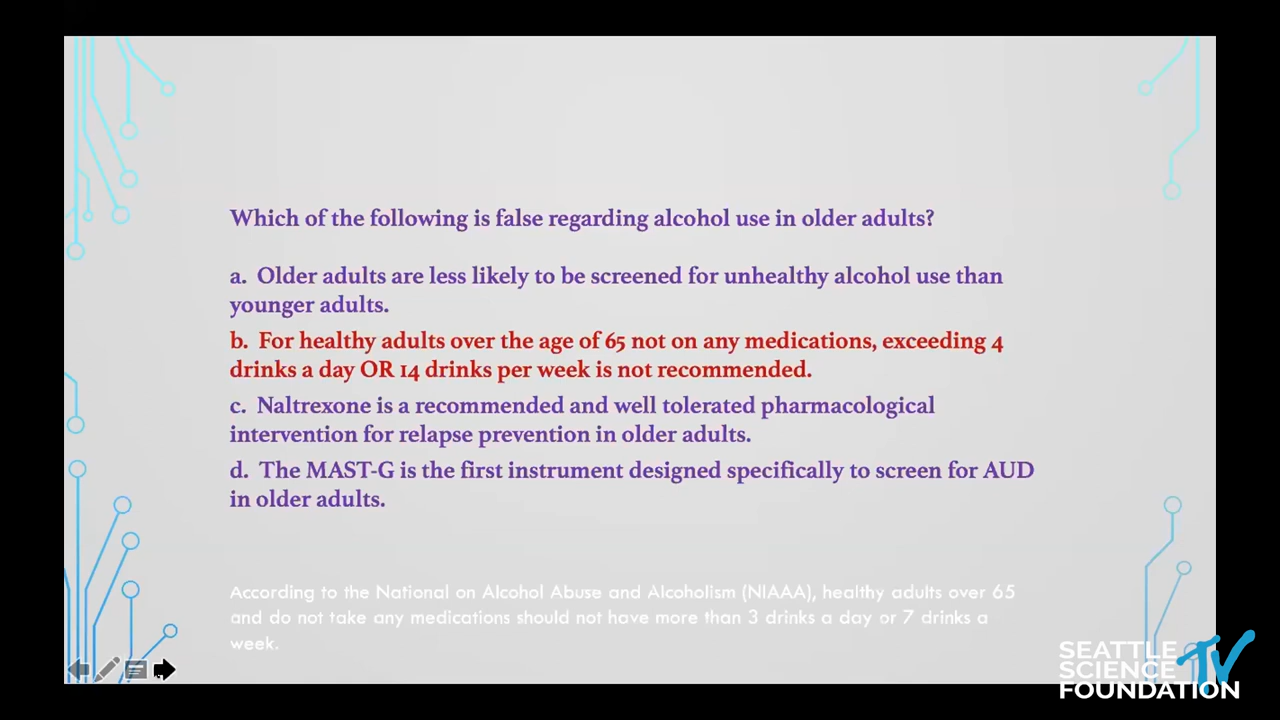 Which of the following is false regarding alcohol use in older adults?
a. Older adults are less likely to be screened for unhealthy alcohol use than
younger adults.
b. For healthy adults over the age of 65 not on any medications, exceeding 4
drinks a day OR 14 drinks per week is not recommended.
c. Naltrexone is a recommended and well tolerated pharmacological
intervention for relapse prevention in older adults.
d. The MAST-G is the first instrument designed specifically to screen for AUD
in older adults.
According to the National on Alcohol Abuse and Alcoholism (NIAAA), healthy adults over 65
and do not take any medications should not have more than 3 drinks a day or 7 drinks a
week.
SEATTLE
SCIENCE TV
FOUNDATION